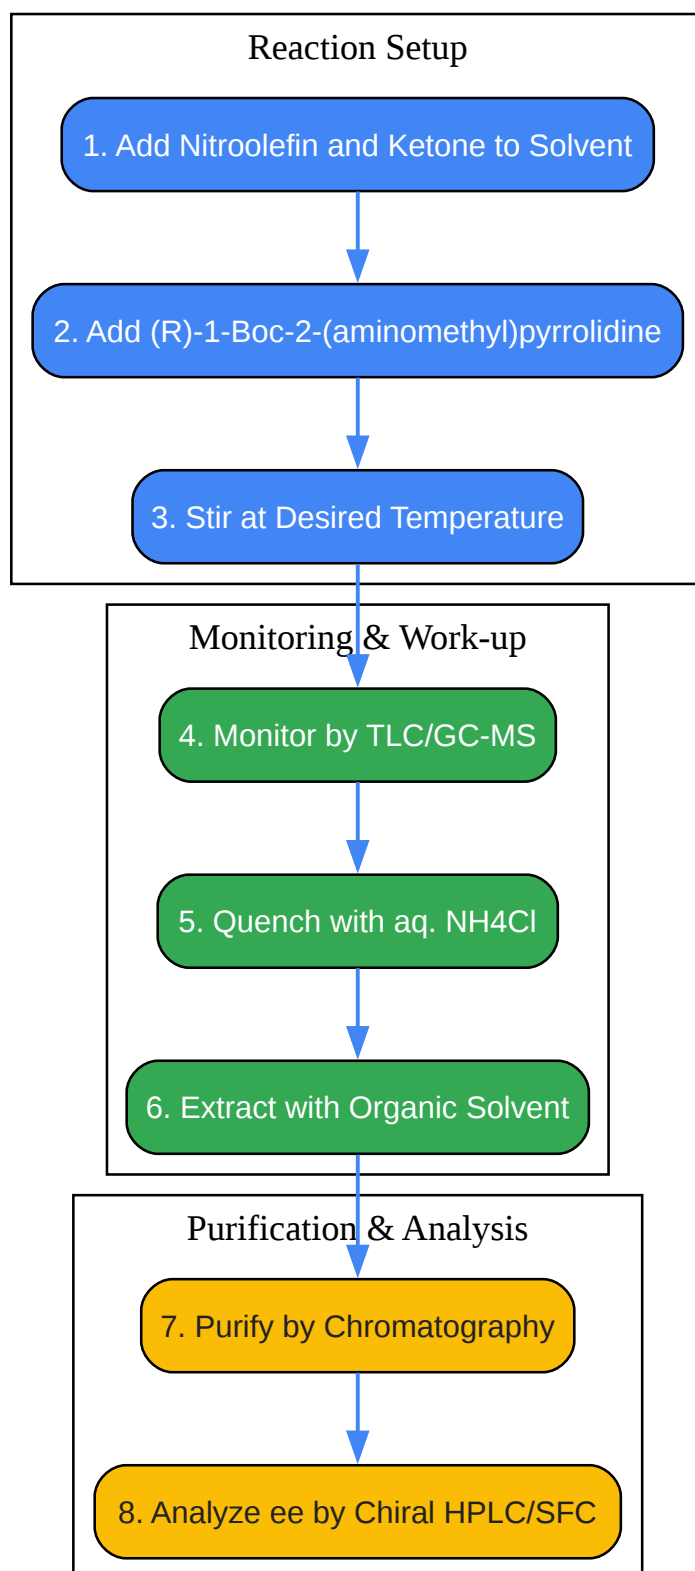 Reaction Setup
1. Add Nitroolefin and Ketone to Solvent
2. Add (R)-1-Boc-2-(aminomethyl)pyrrolidine
3. Stir at Desired Temperature
Monitoring & Work-up
4. Monitor by TLC/GC-MS
5. Quench with aq. NH4Cl
6. Extract with Organic Solvent
Purification & Analysis
7. Purify by Chromatography
8. Analyze ee by Chiral HPLC/SFC